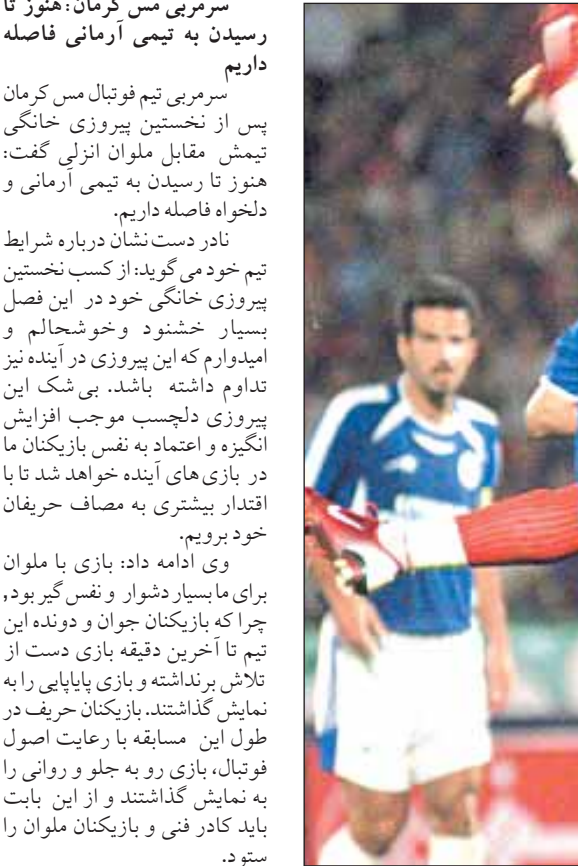 سرمربی مس کرمان: هنوز تا
رسیدن به تیمی آرمانی فاصله
داریم
سرمربی تیم فوتبال مس کرمان
پس از نخستین پیروزی خانگی
تیمش مقابل ملوان انزلی گفت:
هنوز تا رسیدن به تیمی آرمانی و
دلخواه فاصله داریم.
نادر دست‌نشان درباره شرایط
تیم خود می‌گوید: از کسب نخستین
پیروزی خانگی خود در این فصل
بسیار خشنود وخوشحالم و
امیدوارم که این پیروزی در آینده نیز
تداوم داشته باشد. بی‌شک این
پیروزی دلچسب موجب افزایش
انگیزه و اعتماد به نفس بازیکنان ما
در بازی‌های آینده خواهد شد تا با
اقتدار بیشتری به مصاف حریفان
خود برویم.
وی ادامه داد: بازی با ملوان
برای ما بسیار دشوار و نفس‌گیر بود,
چرا که بازیکنان جوان و دونده این
تیم تا آخرین دقیقه بازی دست از
تلاش برنداشته و بازی پایاپایی را به
نمایش گذاشتند. بازیکنان حریف در
طول این مسابقه با رعایت اصول
فوتبال، بازی رو به جلو و روانی را
به نمایش گذاشتند و از این بابت
باید کادر فنی و بازیکنان ملوان را
ستود.